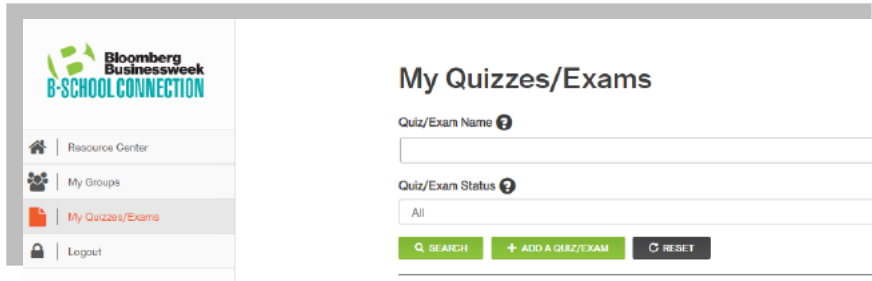 Bloomberg
Businessweek
B-SCHOOL CONNECTION
Resource Center
My Groups
My Quizzes/Exams
Logout
My Quizzes/Exams
Quiz/Exam Name ?
Quiz/Exam Status ?
All
SEARCH + ADD A QUIZ/EXAM RESET